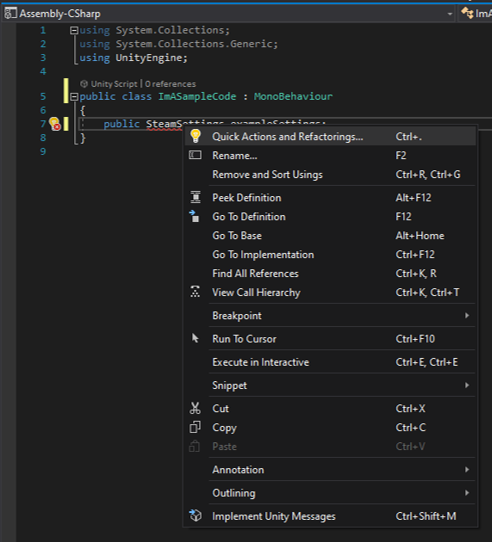 Assembly-CSharp
ImA
1 using System.Collections;
2 using System.Collections.Generic;
3 using UnityEngine;
4
Unity Script | 0 references
5 public class ImASampleCode : MonoBehaviour
6 {
7 public SteamSettings exampleSettings;
8 }
9
Quick Actions and Refactorings... Ctrl+.
Rename... F2
Remove and Sort Usings Ctrl+R, Ctrl+G
Peek Definition Alt+F12
Go To Definition F12
Go To Base Alt+Home
Go To Implementation Ctrl+F12
Find All References Ctrl+K, R
View Call Hierarchy Ctrl+K, Ctrl+T
Breakpoint
Run To Cursor Ctrl+F10
Execute in Interactive Ctrl+E, Ctrl+E
Snippet
Cut Ctrl+X
Copy Ctrl+C
Paste Ctrl+V
Annotation
Outlining
Implement Unity Messages Ctrl+Shift+M